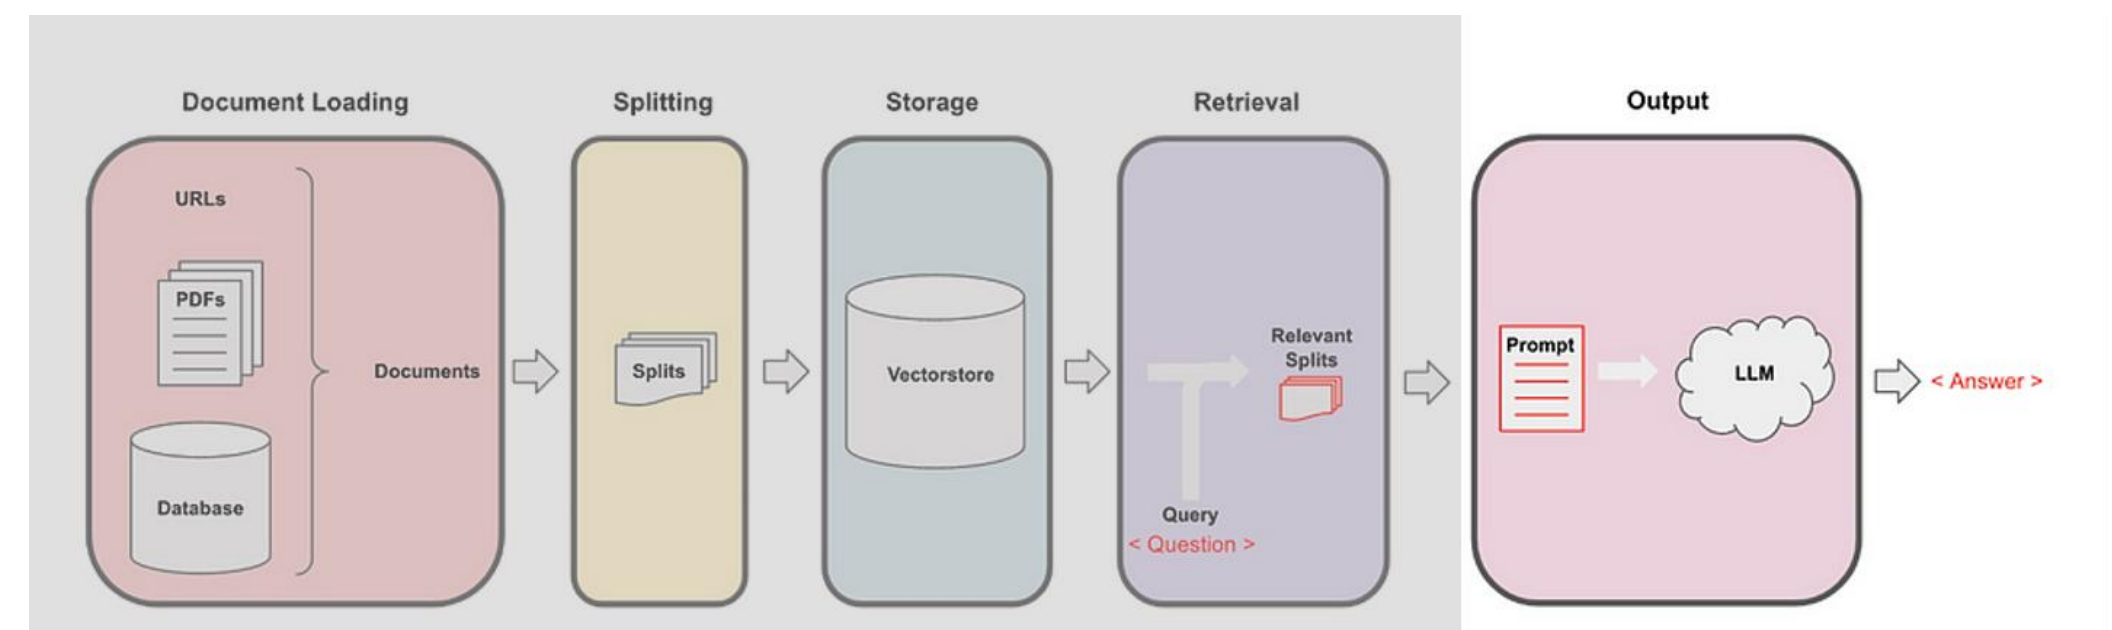 Document Loading
Splitting
Storage
Retrieval
Output
URLs
PDFs
Documents
Database
Splits
Vectorstore
Relevant
Splits
Query
< Question >
Prompt
LLM
< Answer >